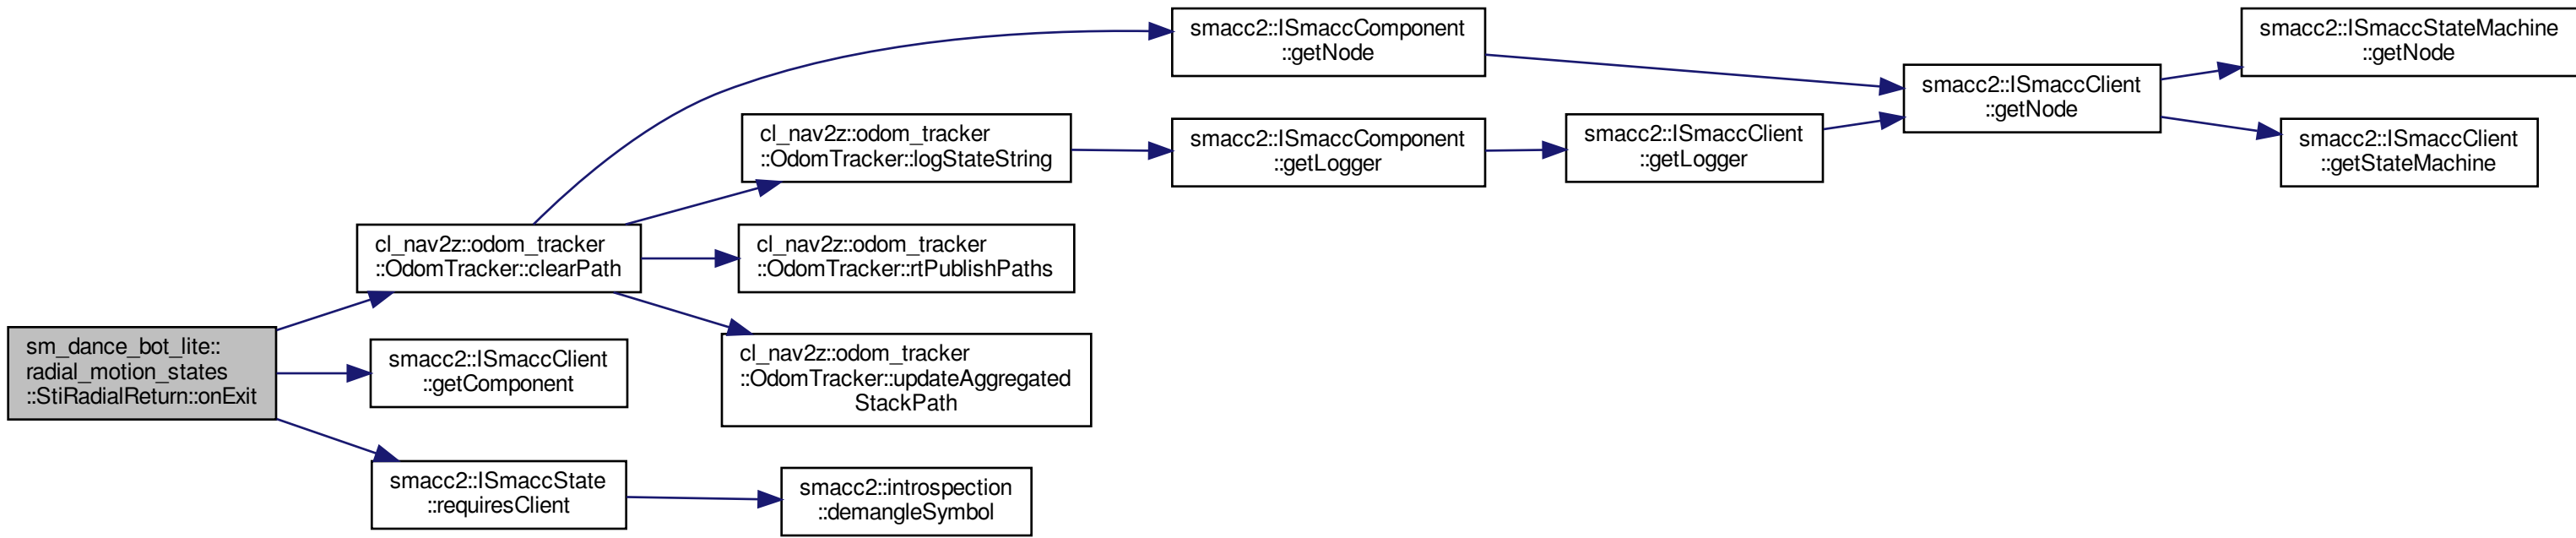 sm_dance_bot_lite::
radial_motion_states
::StiRadialReturn::onExit
cl_nav2z::odom_tracker
::OdomTracker::clearPath
smacc2::ISmaccClient
::getComponent
smacc2::ISmaccState
::requiresClient
cl_nav2z::odom_tracker
::OdomTracker::logStateString
cl_nav2z::odom_tracker
::OdomTracker::rtPublishPaths
cl_nav2z::odom_tracker
::OdomTracker::updateAggregated
StackPath
smacc2::introspection
::demangleSymbol
smacc2::ISmaccComponent
::getNode
smacc2::ISmaccComponent
::getLogger
smacc2::ISmaccClient
::getLogger
smacc2::ISmaccClient
::getNode
smacc2::ISmaccStateMachine
::getNode
smacc2::ISmaccClient
::getStateMachine